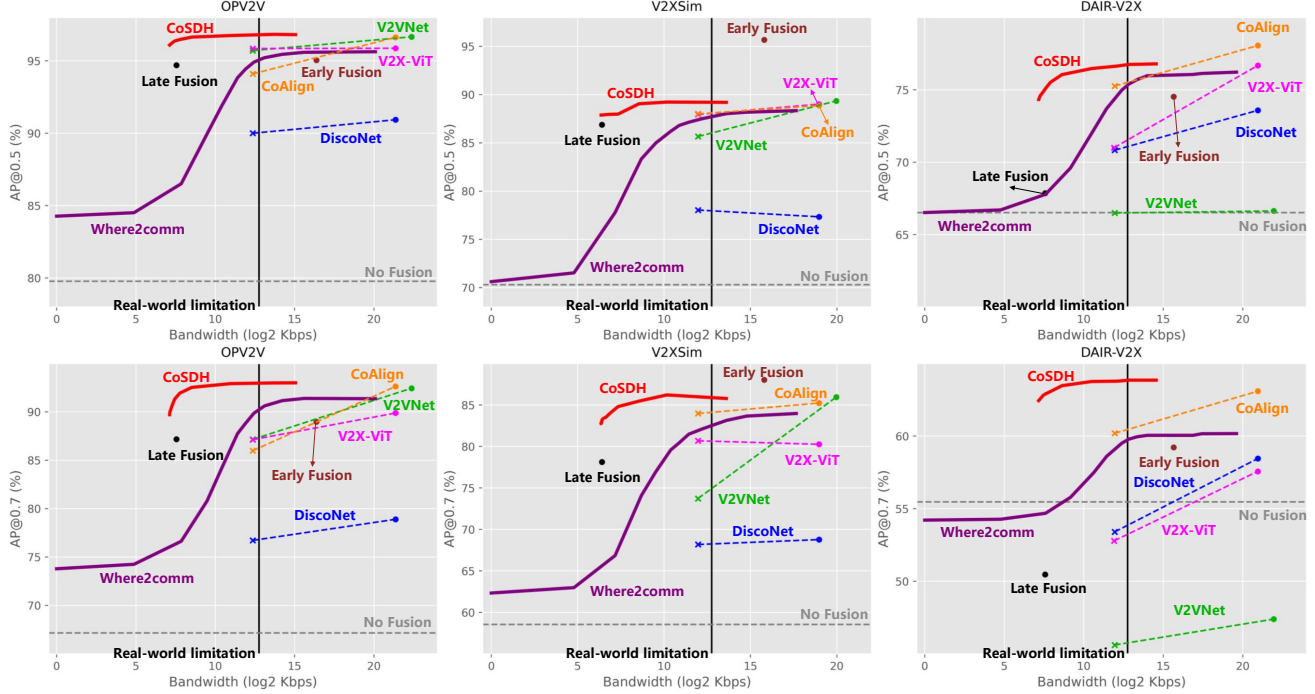 OPV2V
AP@0.5 (%)
95
90
85
80
CoSDH
V2VNet
V2X-ViT
Late Fusion
Early Fusion
CoAlign
DiscoNet
Where2comm
No Fusion
Real-world limitation
0 5 10 15 20
Bandwidth (log2 Kbps)
V2XSim
AP@0.5 (%)
95
90
85
80
75
70
Early Fusion
CoSDH
V2X-ViT
Late Fusion
CoAlign
V2VNet
DiscoNet
Where2comm
No Fusion
Real-world limitation
0 5 10 15 20
Bandwidth (log2 Kbps)
DAIR-V2X
AP@0.5 (%)
80
75
70
65
CoAlign
CoSDH
V2X-ViT
DiscoNet
Early Fusion
Late Fusion
V2VNet
Where2comm
No Fusion
Real-world limitation
0 5 10 15 20
Bandwidth (log2 Kbps)
OPV2V
AP@0.7 (%)
95
90
85
80
75
70
CoSDH
CoAlign
V2VNet
V2X-ViT
Late Fusion
Early Fusion
DiscoNet
Where2comm
No Fusion
Real-world limitation
0 5 10 15 20
Bandwidth (log2 Kbps)
V2XSim
AP@0.7 (%)
90
85
80
75
70
65
60
Early Fusion
CoSDH
CoAlign
Late Fusion
V2X-ViT
V2VNet
DiscoNet
Where2comm
No Fusion
Real-world limitation
0 5 10 15 20
Bandwidth (log2 Kbps)
DAIR-V2X
AP@0.7 (%)
65
60
55
50
CoSDH
CoAlign
Early Fusion
DiscoNet
No Fusion
Where2comm
V2X-ViT
Late Fusion
V2VNet
Real-world limitation
0 5 10 15 20
Bandwidth (log2 Kbps)